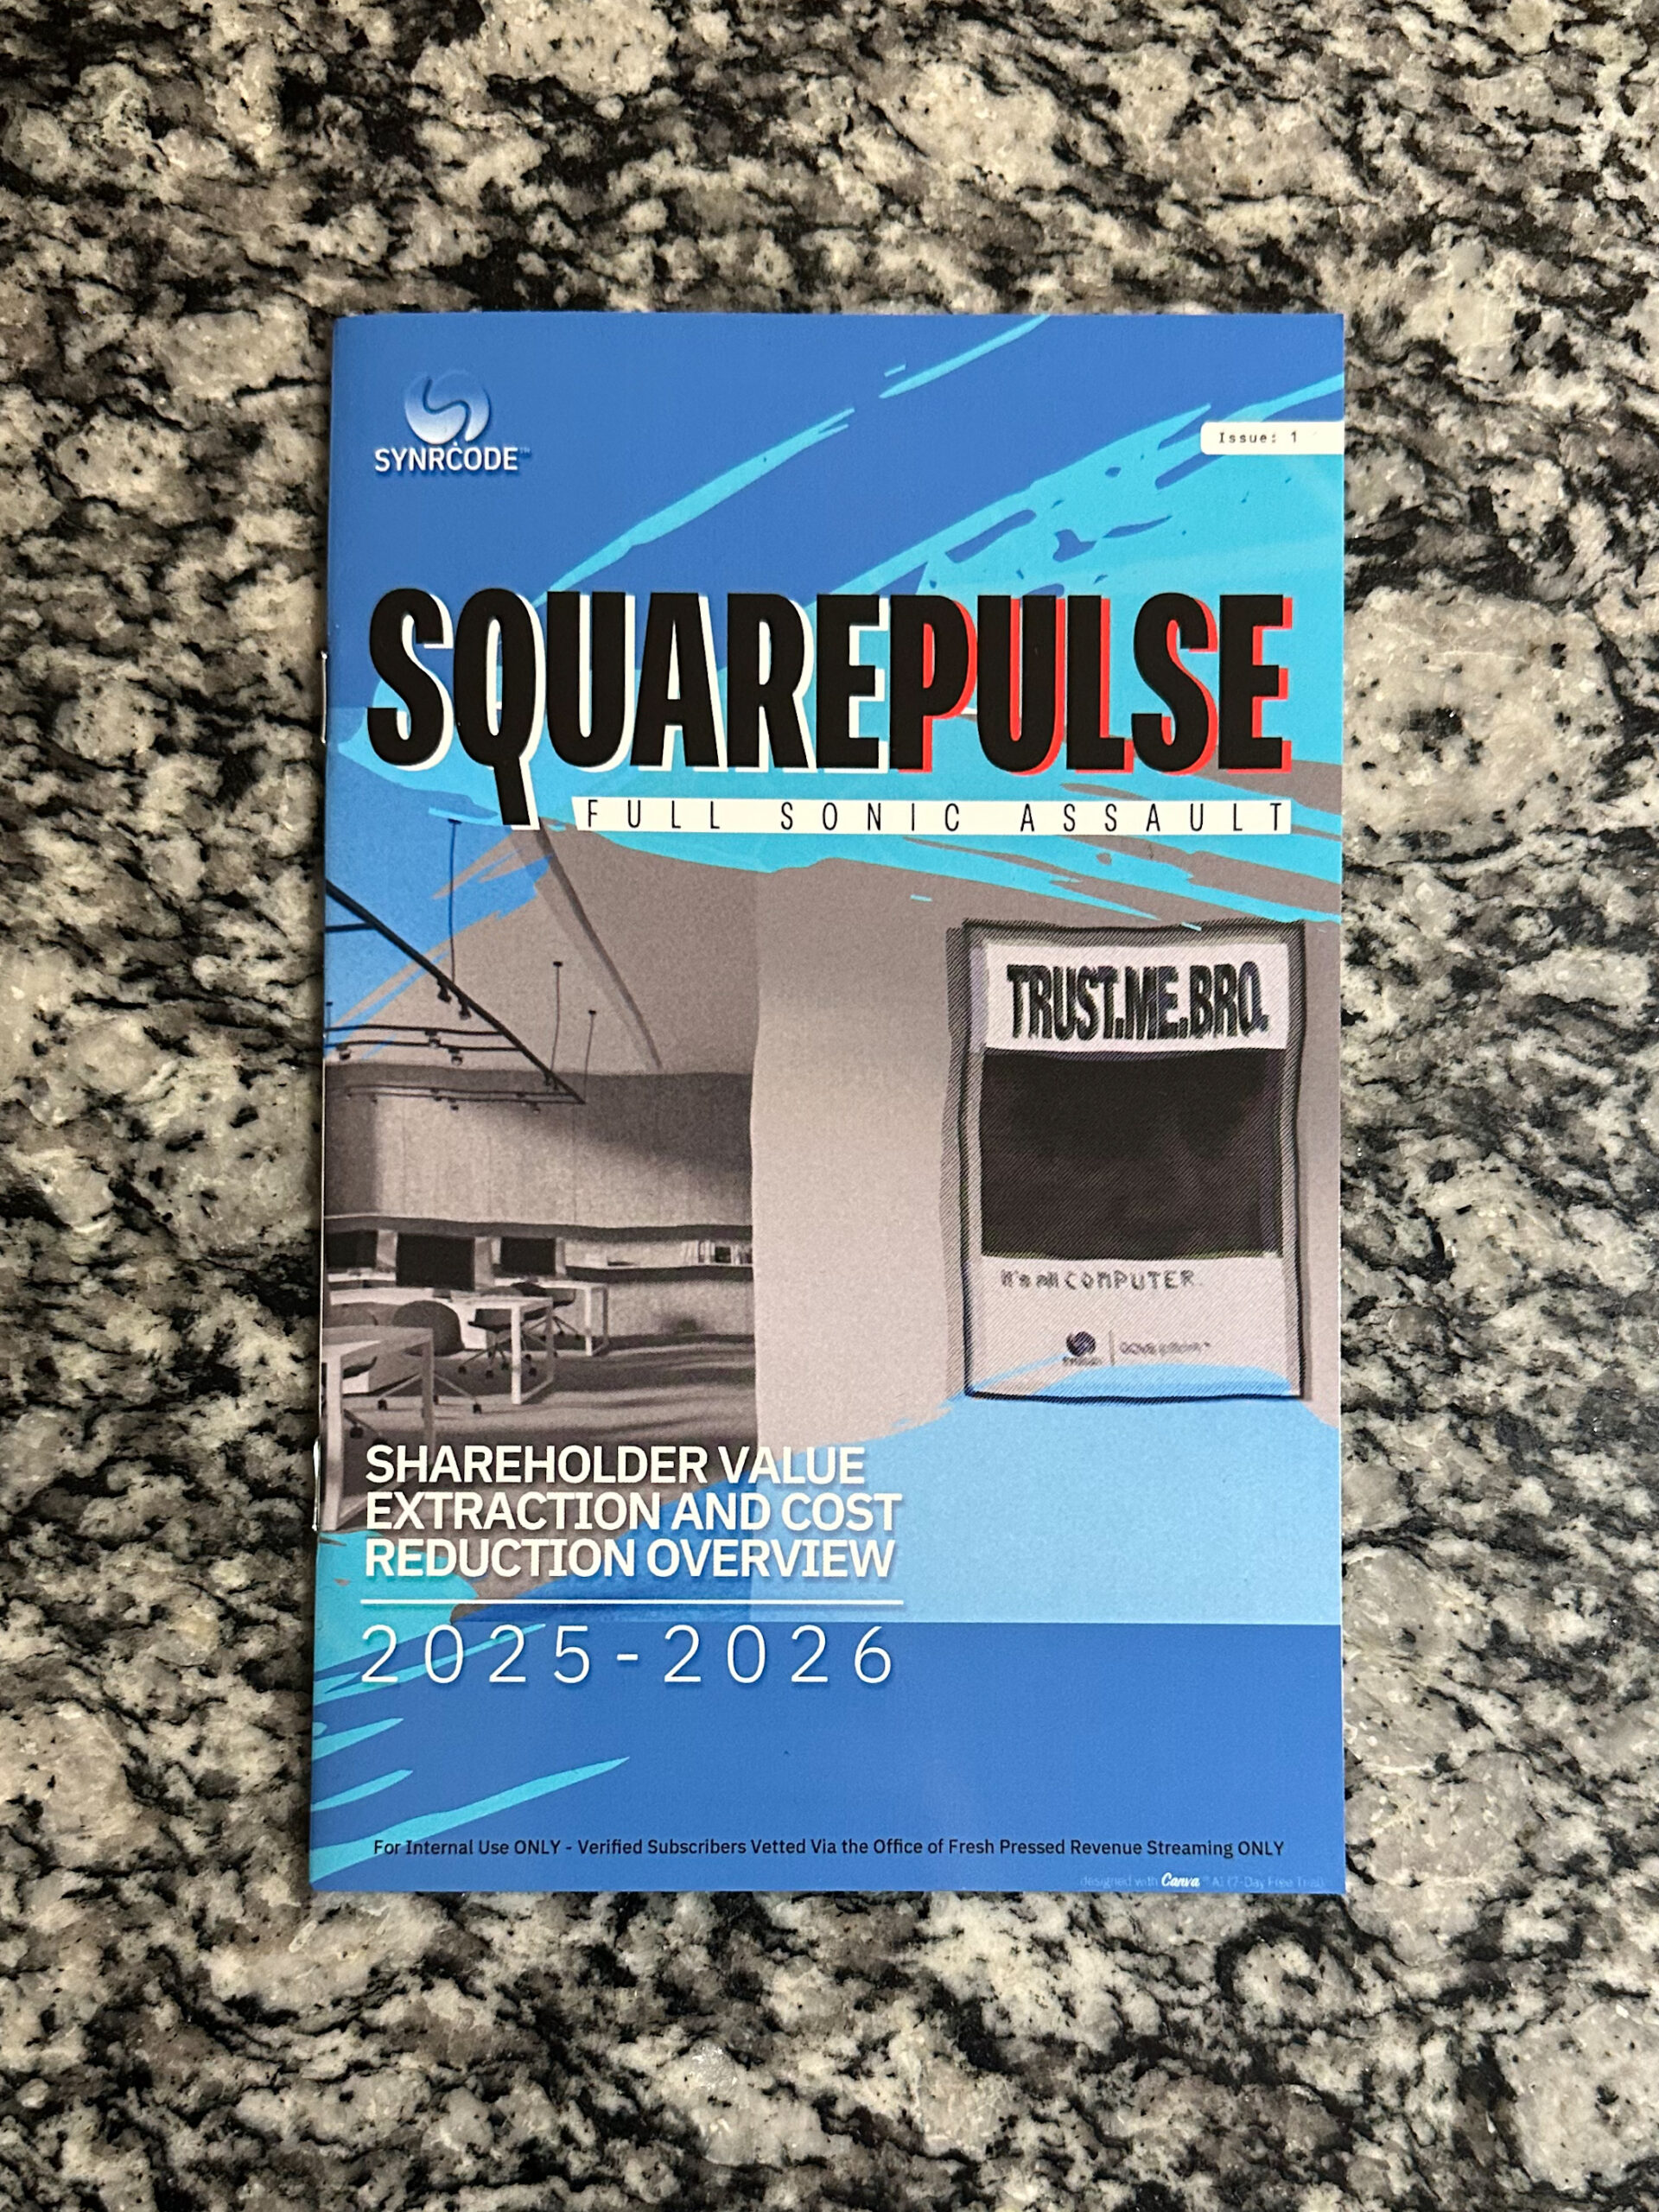 SYNRCODE™
Issue: 1
SQUAREPULSE
FULL SONIC ASSAULT
TRUST.ME.BRO.
it's all COMPUTER.
SHAREHOLDER VALUE
EXTRACTION AND COST
REDUCTION OVERVIEW
2025-2026
For Internal Use ONLY - Verified Subscribers Vetted Via the Office of Fresh Pressed Revenue Streaming ONLY
designed with Canva™ AI (7-Day Free Trial)